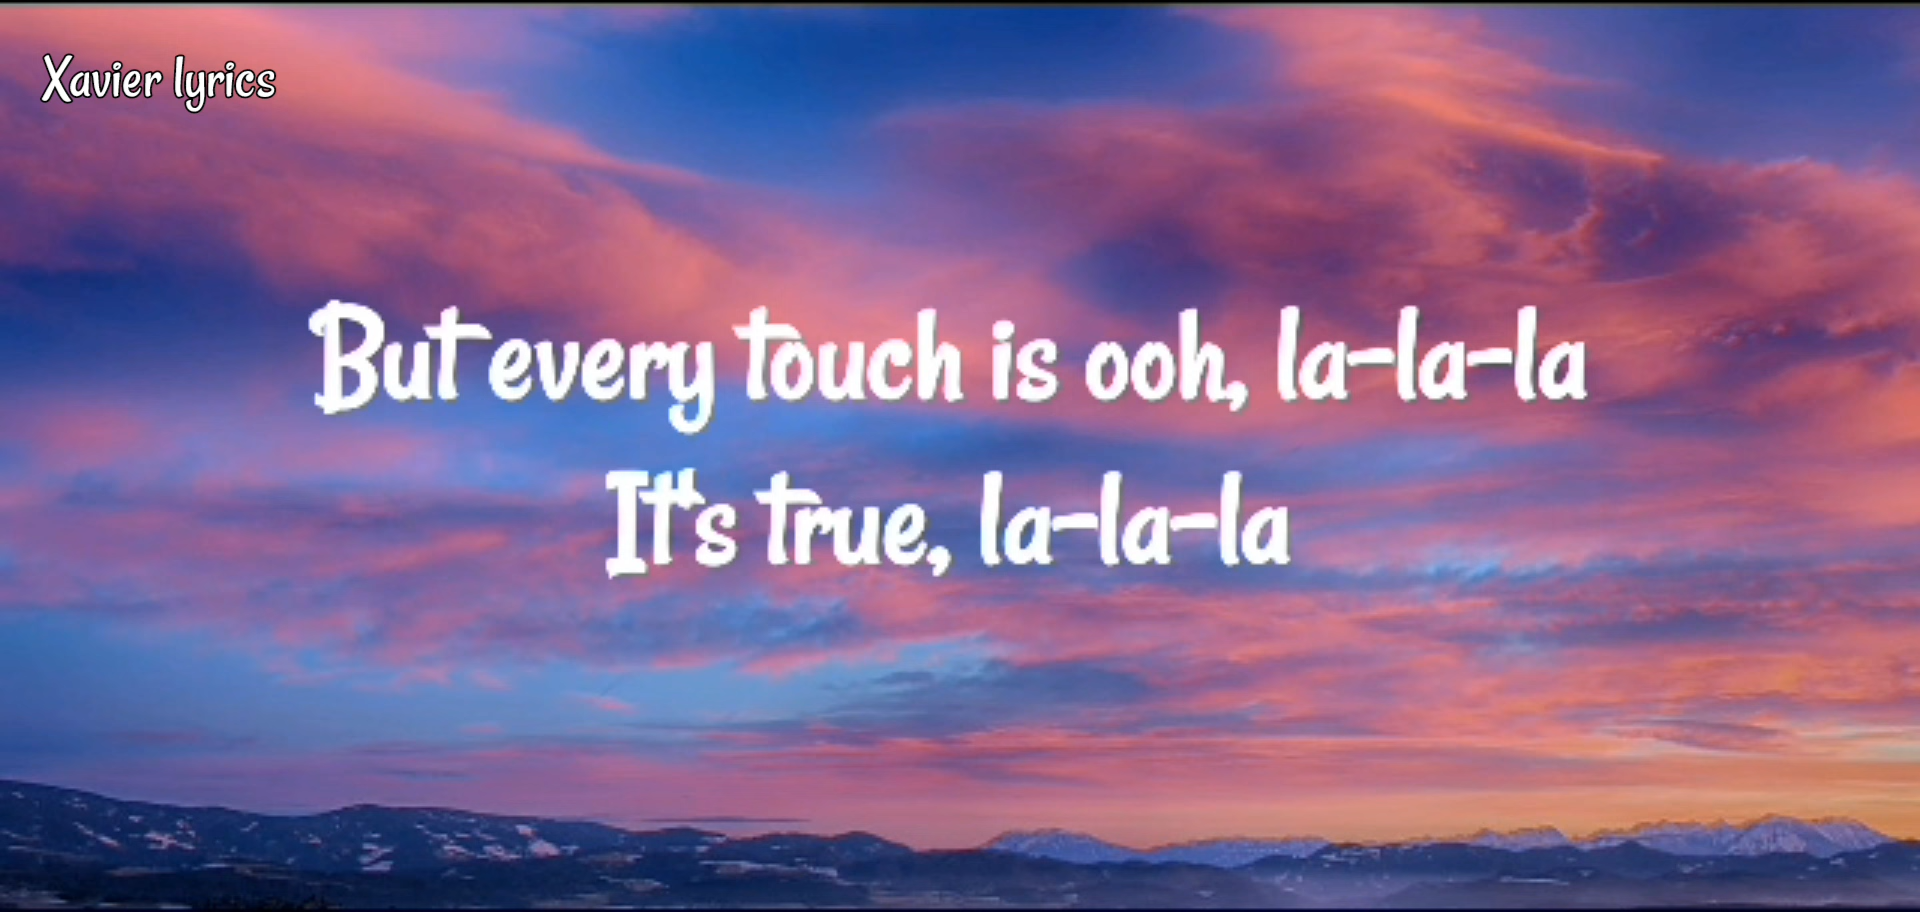 Xavier lyrics
But every touch is ooh, la-la-la
It's true, la-la-la